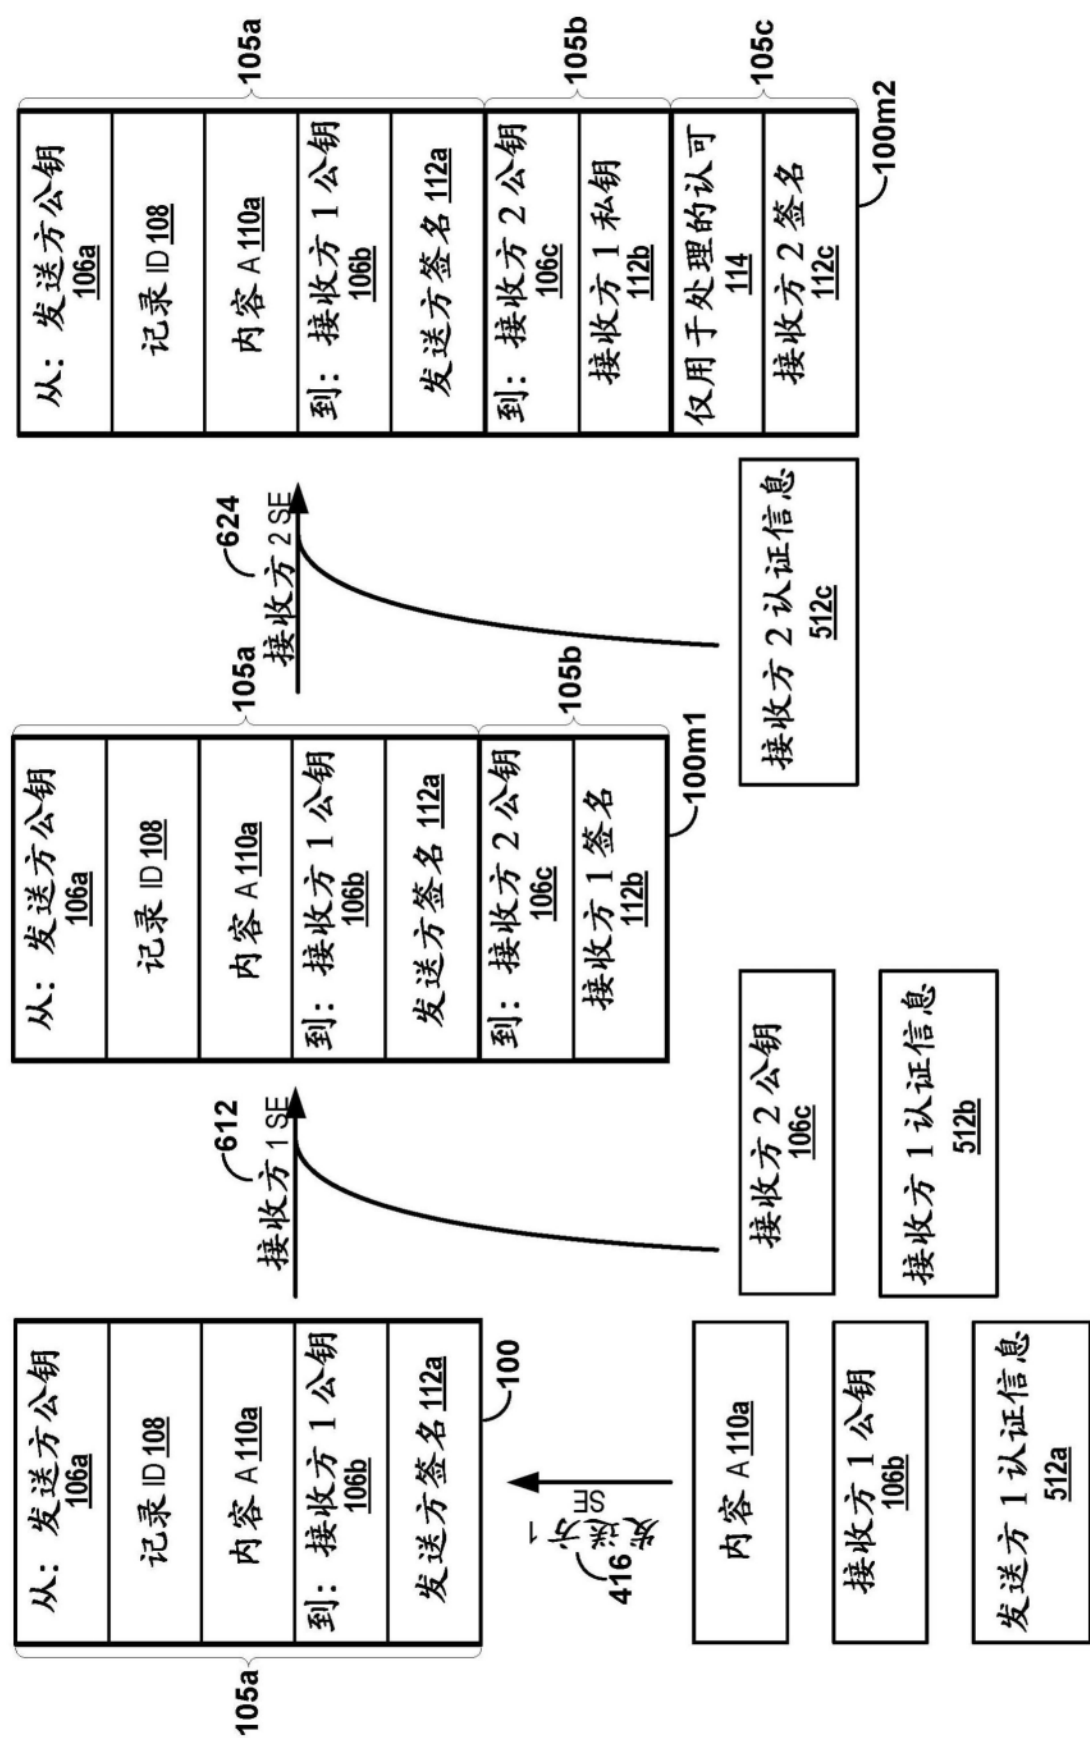 105a
从：发送方公钥
106a
记录 ID 108
内容 A 110a
到：接收方 1 公钥
106b
发送方签名 112a
100
416
发送
方 1
SE
内容 A 110a
接收方 1 公钥
106b
发送方 1 认证信息
512a
612
接收方 1 SE
接收方 2 公钥
106c
接收方 1 认证信息
512b
从：发送方公钥
106a
记录 ID 108
内容 A 110a
到：接收方 1 公钥
106b
发送方签名 112a
到：接收方 2 公钥
106c
接收方 1 签名
112b
105a
105b
100m1
624
接收方 2 SE
接收方 2 认证信息
512c
从：发送方公钥
106a
记录 ID 108
内容 A 110a
到：接收方 1 公钥
106b
发送方签名 112a
到：接收方 2 公钥
106c
接收方 1 私钥
112b
仅用于处理的认可
114
接收方 2 签名
112c
105a
105b
105c
100m2